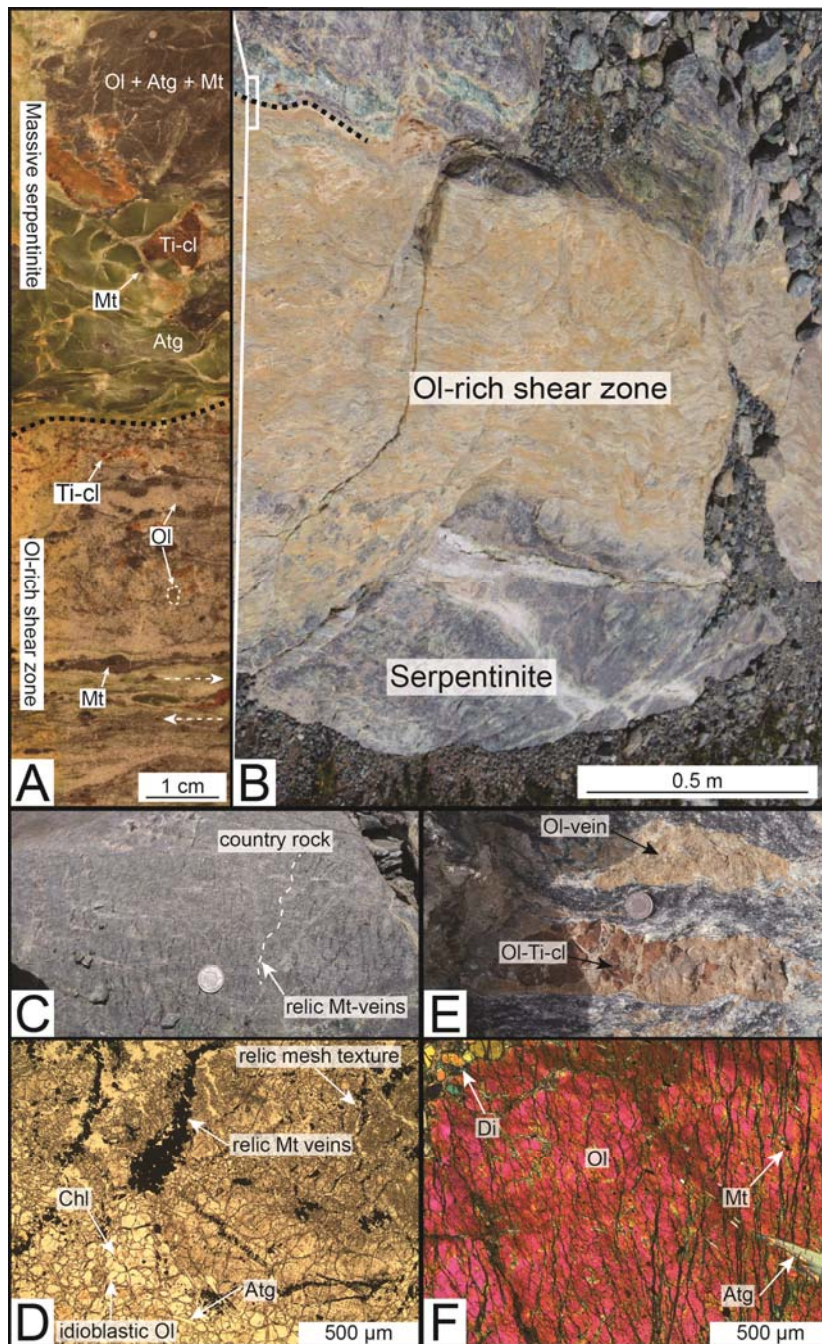 Massive serpentinite
Ol + Atg + Mt
Ti-cl
Mt
Atg
Ol-rich shear zone
Ti-cl
Ol
Mt
A
1 cm
Ol-rich shear zone
Serpentinite
B
0.5 m
country rock
relic Mt-veins
C
Ol-vein
Ol-Ti-cl
E
relic mesh texture
relic Mt veins
Chl
Atg
idioblastic Ol
D
500 µm
Di
Ol
Mt
Atg
F
500 µm